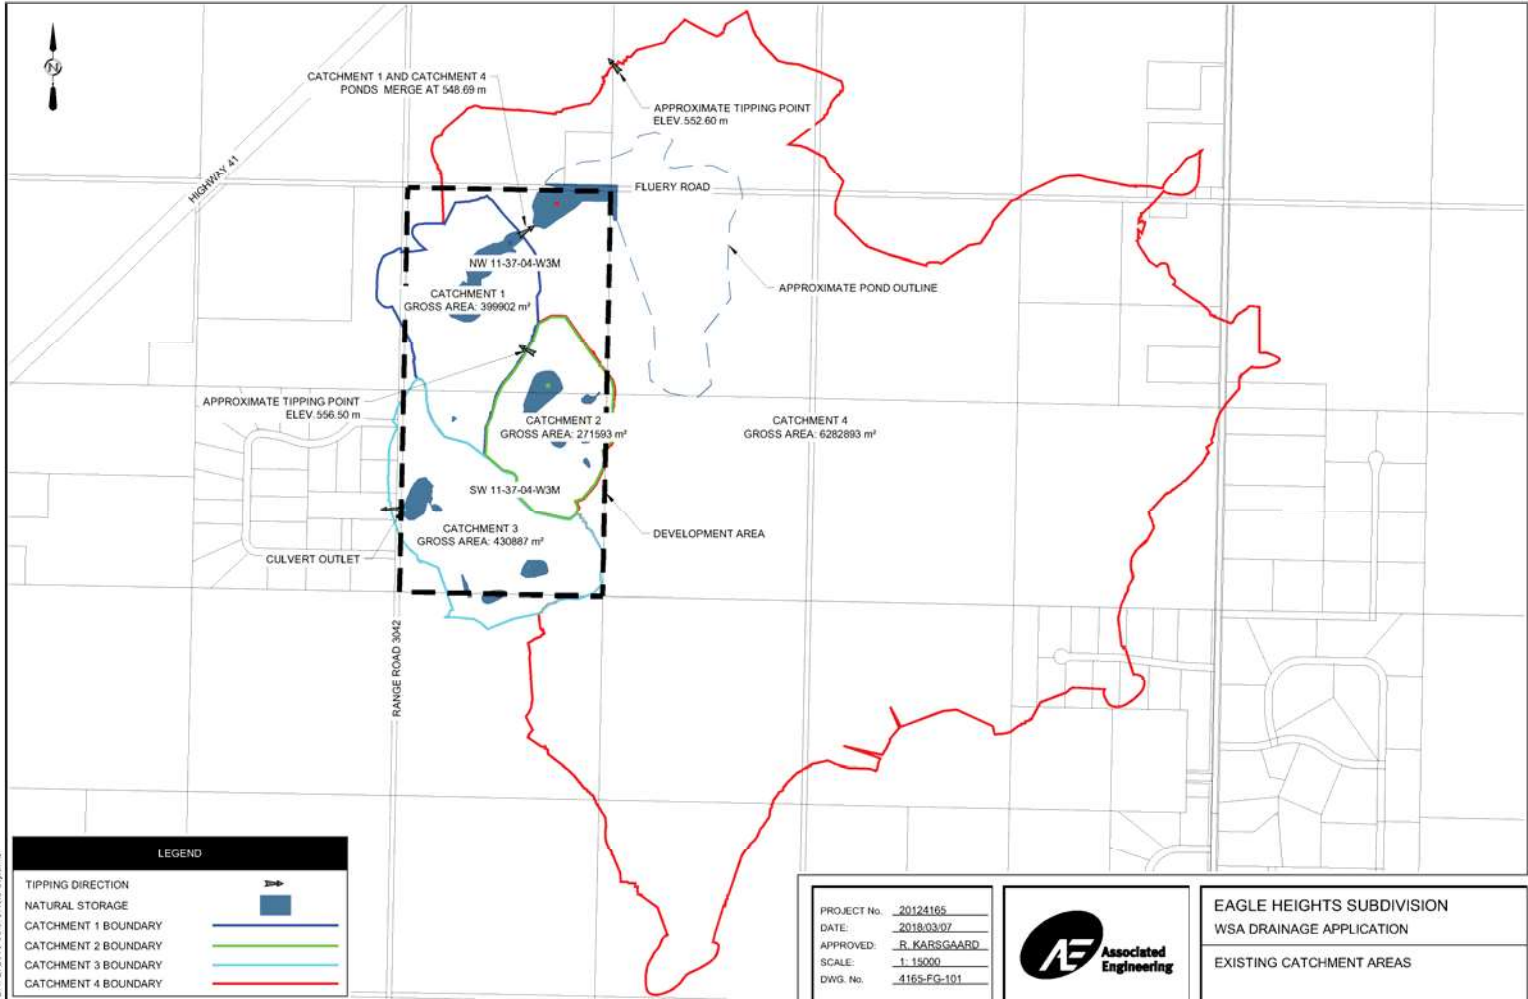 N
CATCHMENT 1 AND CATCHMENT 4
PONDS MERGE AT 548.69 m
APPROXIMATE TIPPING POINT
ELEV.552.60 m
HIGHWAY 41
FLUERY ROAD
NW 11-37-04-W3M
CATCHMENT 1
GROSS AREA: 399902 m²
APPROXIMATE POND OUTLINE
APPROXIMATE TIPPING POINT
ELEV.556.50 m
CATCHMENT 2
GROSS AREA: 271593 m²
CATCHMENT 4
GROSS AREA: 6282893 m²
SW 11-37-04-W3M
CATCHMENT 3
GROSS AREA: 430887 m²
DEVELOPMENT AREA
CULVERT OUTLET
RANGE ROAD 3042
LEGEND
TIPPING DIRECTION
NATURAL STORAGE
CATCHMENT 1 BOUNDARY
CATCHMENT 2 BOUNDARY
CATCHMENT 3 BOUNDARY
CATCHMENT 4 BOUNDARY
PROJECT No. 20124165
DATE: 2018/03/07
APPROVED: R. KARSGAARD
SCALE: 1: 15000
DWG. No. 4165-FG-101
AE Associated
Engineering
EAGLE HEIGHTS SUBDIVISION
WSA DRAINAGE APPLICATION
EXISTING CATCHMENT AREAS